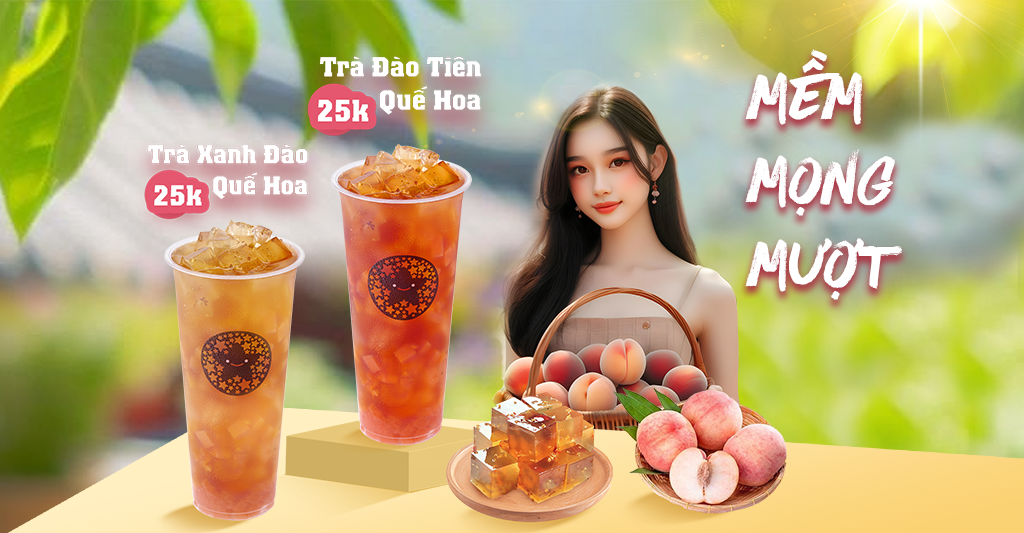 Trà Đào Tiên
25k Quế Hoa
Trà Xanh Đào
25k Quế Hoa
MỀM
MỌNG
MƯỢT